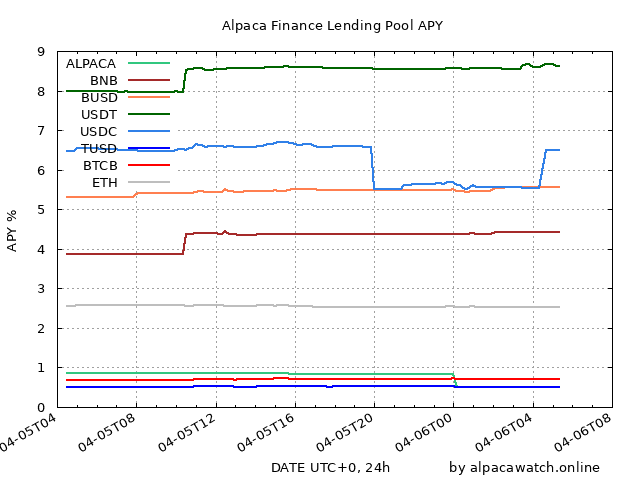 Alpaca Finance Lending Pool APY
9
8
7
6
5
4
3
2
1
0
APY %
ALPACA
BNB
BUSD
USDT
USDC
TUSD
BTCB
ETH
04-05T04
04-05T08
04-05T12
04-05T16
04-05T20
04-06T00
04-06T04
04-06T08
DATE UTC+0, 24h
by alpacawatch.online